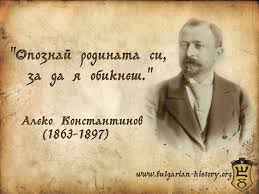 "Опознай родината си,
за да я обикнеш."
Алеко Константинов
(1863-1897)
www.bulgarian-history.org